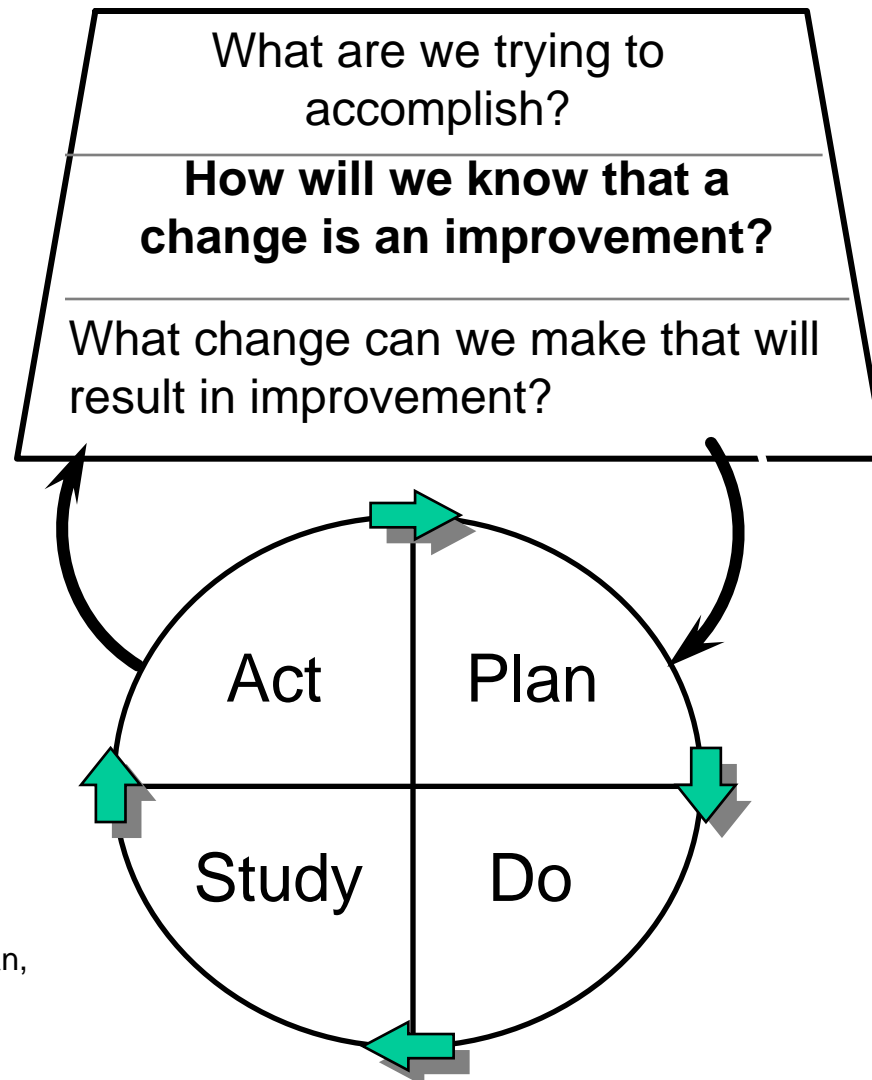 What are we trying to
accomplish?
How will we know that a
change is an improvement?
What change can we make that will
result in improvement?
Act
Plan
Study
Do